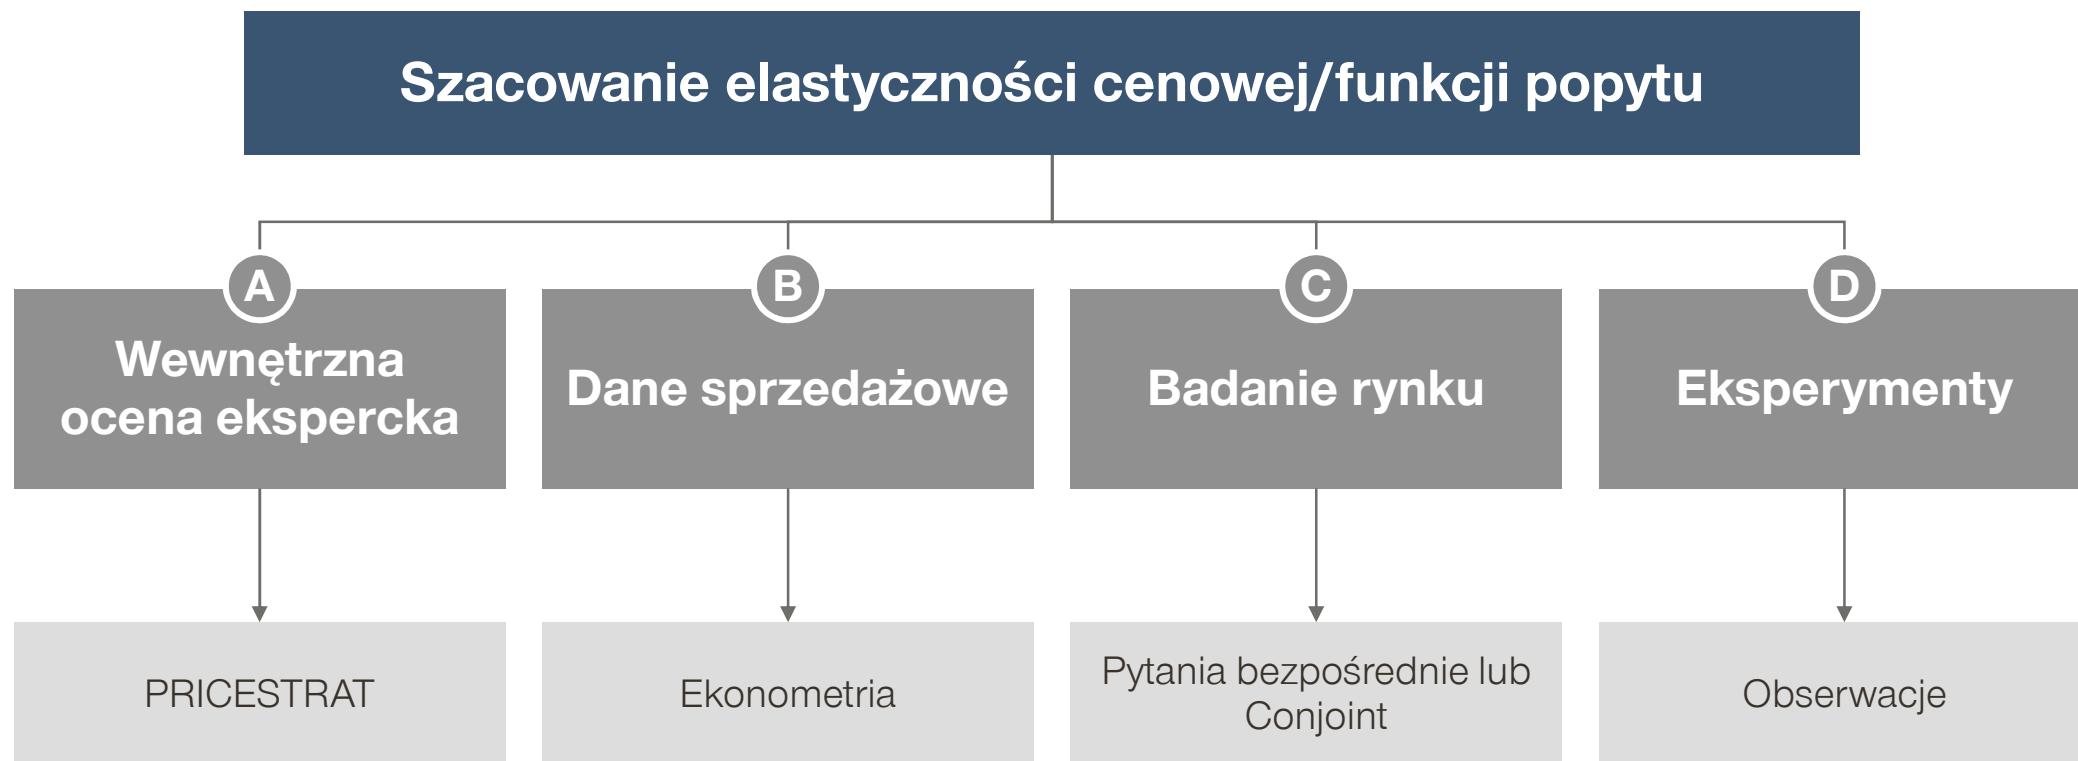 Szacowanie elastyczności cenowej/funkcji popytu
A
Wewnętrzna
ocena ekspercka
B
Dane sprzedażowe
C
Badanie rynku
D
Eksperymenty
PRICESTRAT
Ekonometria
Pytania bezpośrednie lub
Conjoint
Obserwacje